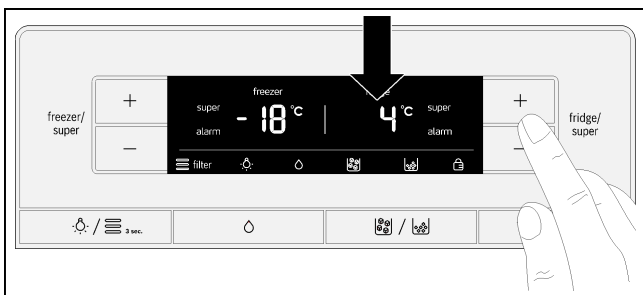 freezer
super
alarm
- 18 °C
4 °C
super
alarm
filter
freezer/
super
+
−
+
−
fridge/
super
/
3 sec.
/